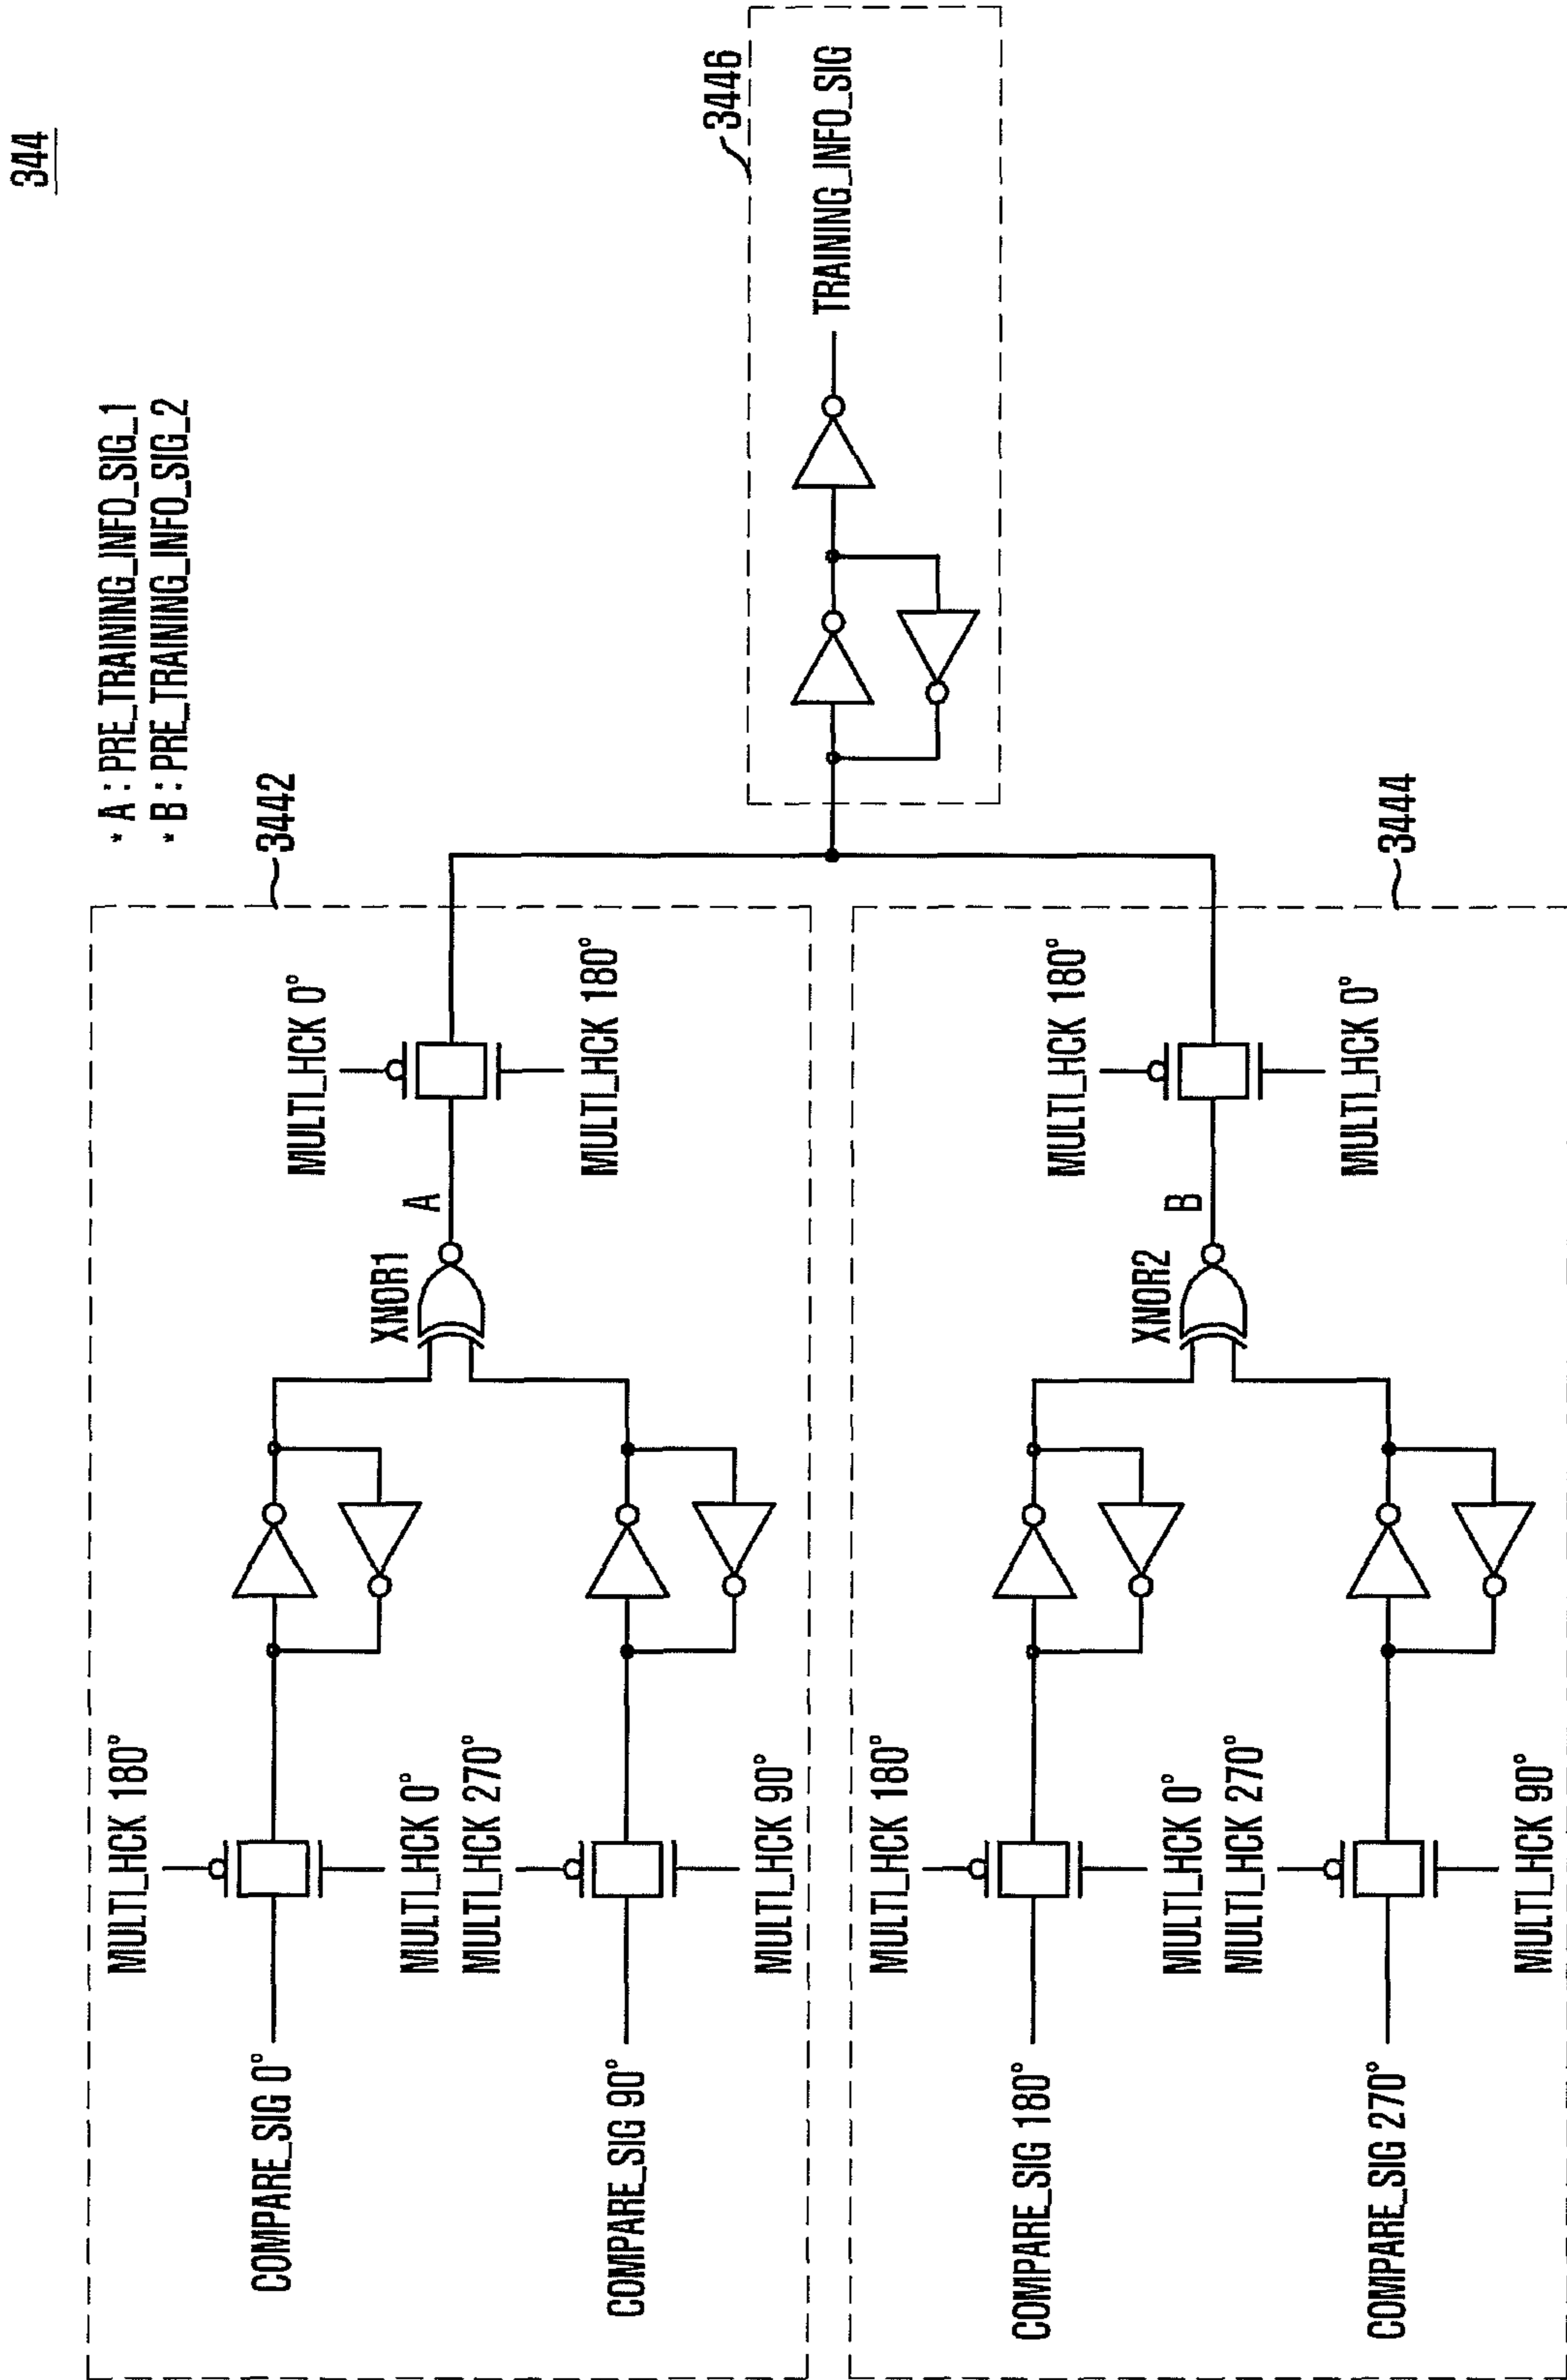 344
* A : PRE_TRAINING_INFO_SIG_1
* B : PRE_TRAINING_INFO_SIG_2
3442
MULTI_HCK 180°
COMPARE_SIG 0°
MULTI_HCK 0°
MULTI_HCK 270°
COMPARE_SIG 90°
MULTI_HCK 90°
XNOR1
A
MULTI_HCK 0°
MULTI_HCK 180°
3446
TRAINING_INFO_SIG
3444
MULTI_HCK 180°
COMPARE_SIG 180°
MULTI_HCK 0°
MULTI_HCK 270°
COMPARE_SIG 270°
MULTI_HCK 90°
XNOR2
B
MULTI_HCK 180°
MULTI_HCK 0°